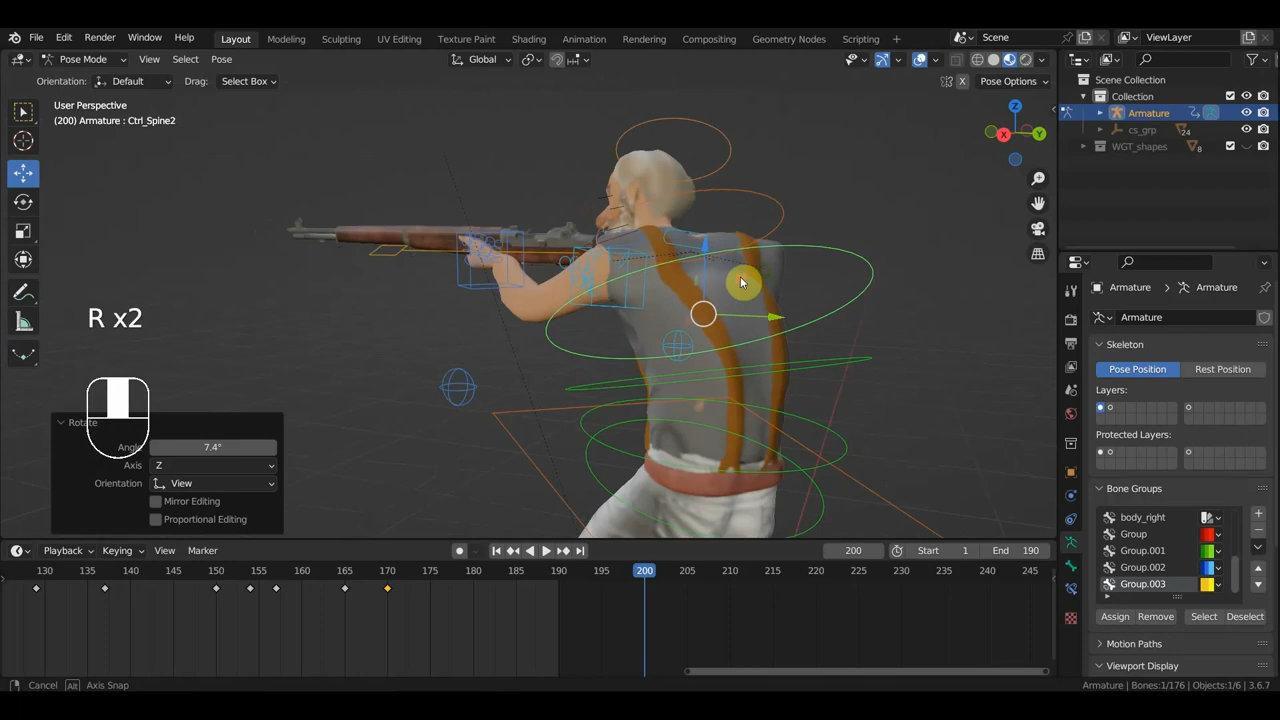 File Edit Render Window Help Layout Modeling Sculpting UV Editing Texture Paint Shading Animation Rendering Compositing Geometry Nodes Scripting + Scene ViewLayer
Pose Mode View Select Pose Global
Orientation: Default Drag: Select Box X Pose Options
Scene Collection
Collection
Armature
cs_grp 24
WGT_shapes 8
User Perspective
(200) Armature : Ctrl_Spine2
Z
X
Y
R x2
Rotate
Angle 7.4°
Axis Z
Orientation View
Mirror Editing
Proportional Editing
Armature Armature
Armature
Skeleton
Pose Position Rest Position
Layers:
Protected Layers:
Bone Groups
body_right
Group
Group.001
Group.002
Group.003
Assign Remove Select Deselect
Motion Paths
Viewport Display
Playback Keying View Marker 200 Start 1 End 190
130 135 140 145 150 155 160 165 170 175 180 185 190 195 200 205 210 215 220 225 230 235 240 245
Cancel Alt Axis Snap Armature | Bones:1/176 | Objects:1/6 | 3.6.7